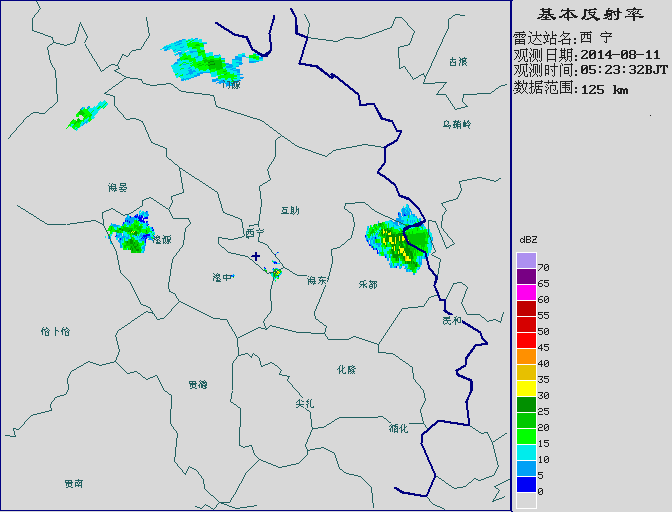 基本反射率
雷达站名:西 宁
观测日期:2014-08-11
观测时间:05:23:32BJT
数据范围:125 km
古浪
门源
乌鞘岭
海晏
互助
湟源
西宁
湟中
海东
乐都
民和
恰卜恰
化隆
贵德
尖扎
循化
贵南
dBZ
70
65
60
55
50
45
40
35
30
25
20
15
10
5
0